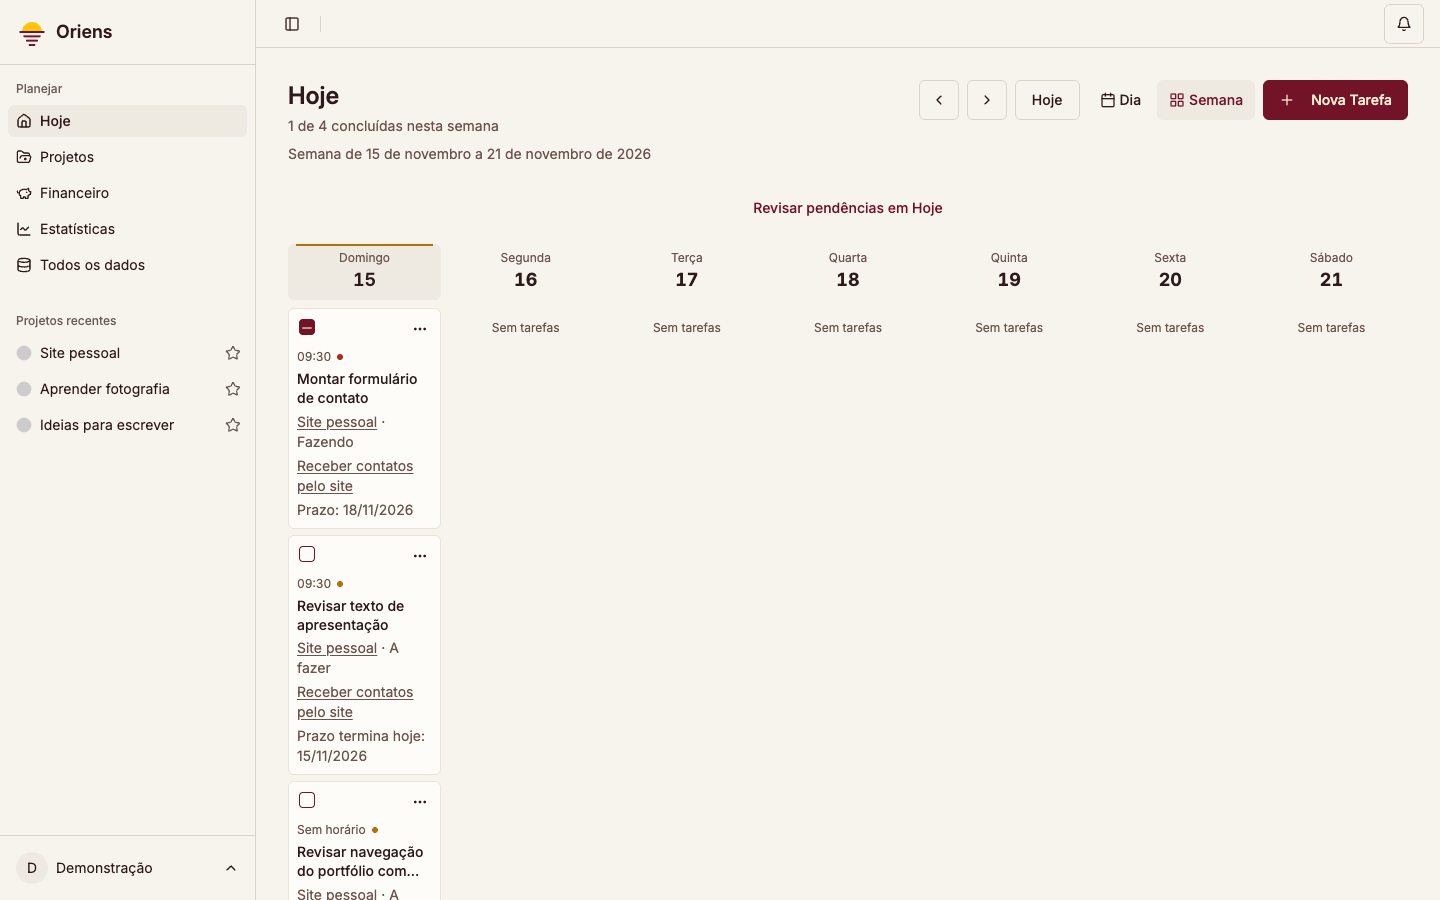 Oriens
Planejar
Hoje
Projetos
Financeiro
Estatísticas
Todos os dados
Projetos recentes
Site pessoal
Aprender fotografia
Ideias para escrever
D
Demonstração
Hoje
1 de 4 concluídas nesta semana
Semana de 15 de novembro a 21 de novembro de 2026
Hoje
Dia
Semana
Nova Tarefa
Revisar pendências em Hoje
Domingo
15
Segunda
16
Terça
17
Quarta
18
Quinta
19
Sexta
20
Sábado
21
09:30
Montar formulário
de contato
Site pessoal ·
Fazendo
Receber contatos
pelo site
Prazo: 18/11/2026
09:30
Revisar texto de
apresentação
Site pessoal · A
fazer
Receber contatos
pelo site
Prazo termina hoje:
15/11/2026
Sem horário
Revisar navegação
do portfólio com...
Site pessoal · A
Sem tarefas
Sem tarefas
Sem tarefas
Sem tarefas
Sem tarefas
Sem tarefas